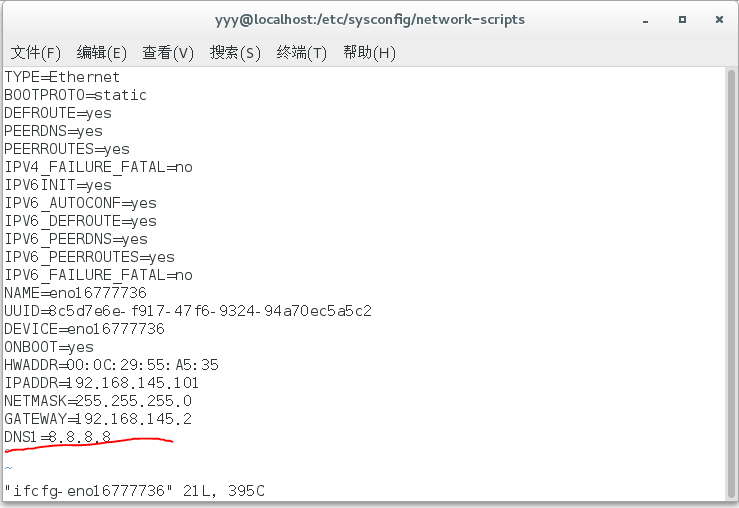 yyy@localhost:/etc/sysconfig/network-scripts
文件(F) 编辑(E) 查看(V) 搜索(S) 终端(T) 帮助(H)
TYPE=Ethernet
BOOTPROTO=static
DEFROUTE=yes
PEERDNS=yes
PEERROUTES=yes
IPV4_FAILURE_FATAL=no
IPV6INIT=yes
IPV6_AUTOCONF=yes
IPV6_DEFROUTE=yes
IPV6_PEERDNS=yes
IPV6_PEERROUTES=yes
IPV6_FAILURE_FATAL=no
NAME=eno16777736
UUID=8c5d7e6e-f917-47f6-9324-94a70ec5a5c2
DEVICE=eno16777736
ONBOOT=yes
HWADDR=00:0C:29:55:A5:35
IPADDR=192.168.145.101
NETMASK=255.255.255.0
GATEWAY=192.168.145.2
DNS1=8.8.8.8
~
~
"ifcfg-eno16777736" 21L, 395C